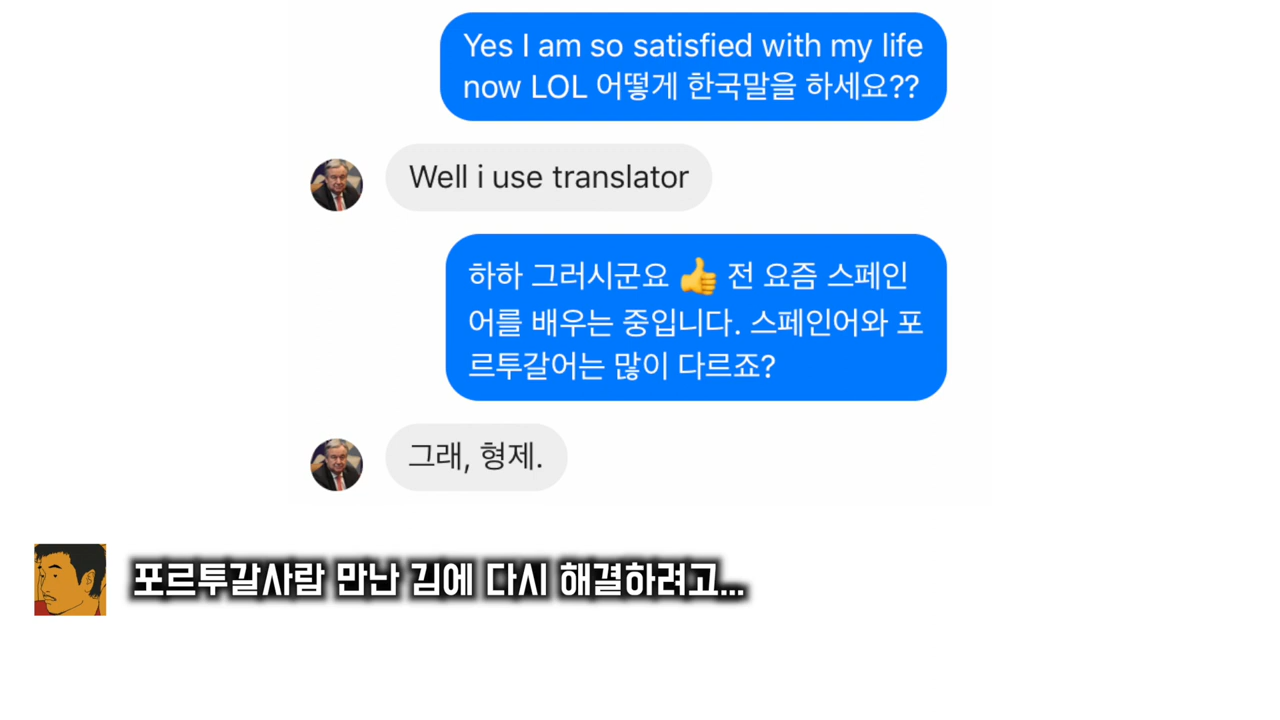 Yes I am so satisfied with my life
now LOL 어떻게 한국말을 하세요??
Well i use translator
하하 그러시군요 👍 전 요즘 스페인
어를 배우는 중입니다. 스페인어와 포
르투갈어는 많이 다르죠?
그래, 형제.
포르투갈사람 만난 김에 다시 해결하려고...